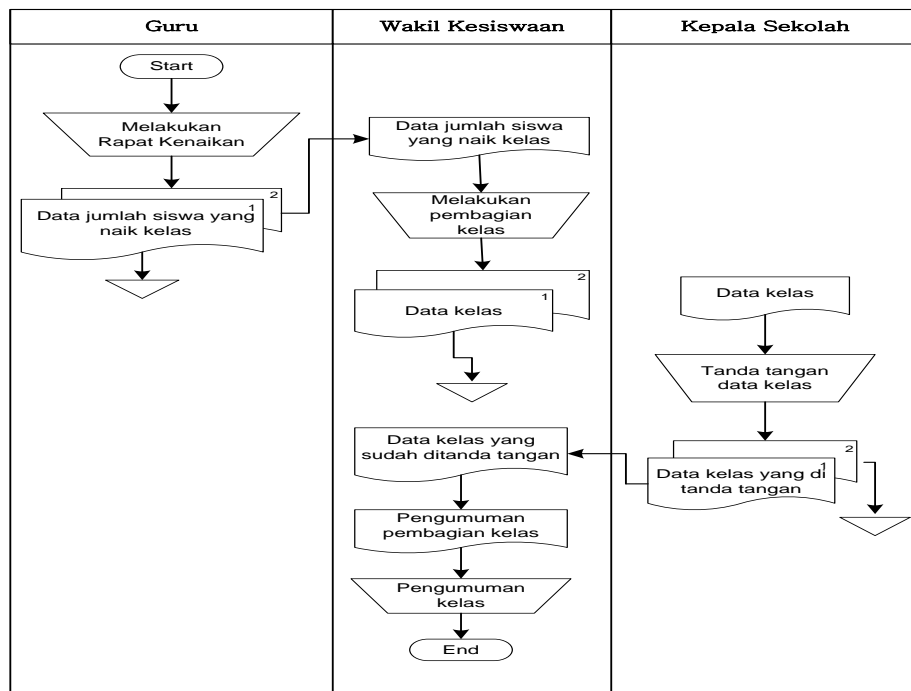 Guru
Wakil Kesiswaan
Kepala Sekolah
Start
Melakukan
Rapat Kenaikan
2
1
Data jumlah siswa yang
naik kelas
Data jumlah siswa
yang naik kelas
Melakukan
pembagian
kelas
2
1
Data kelas
Data kelas yang
sudah ditanda tangan
Pengumuman
pembagian kelas
Pengumuman
kelas
End
Data kelas
Tanda tangan
data kelas
2
1
Data kelas yang di
tanda tangan